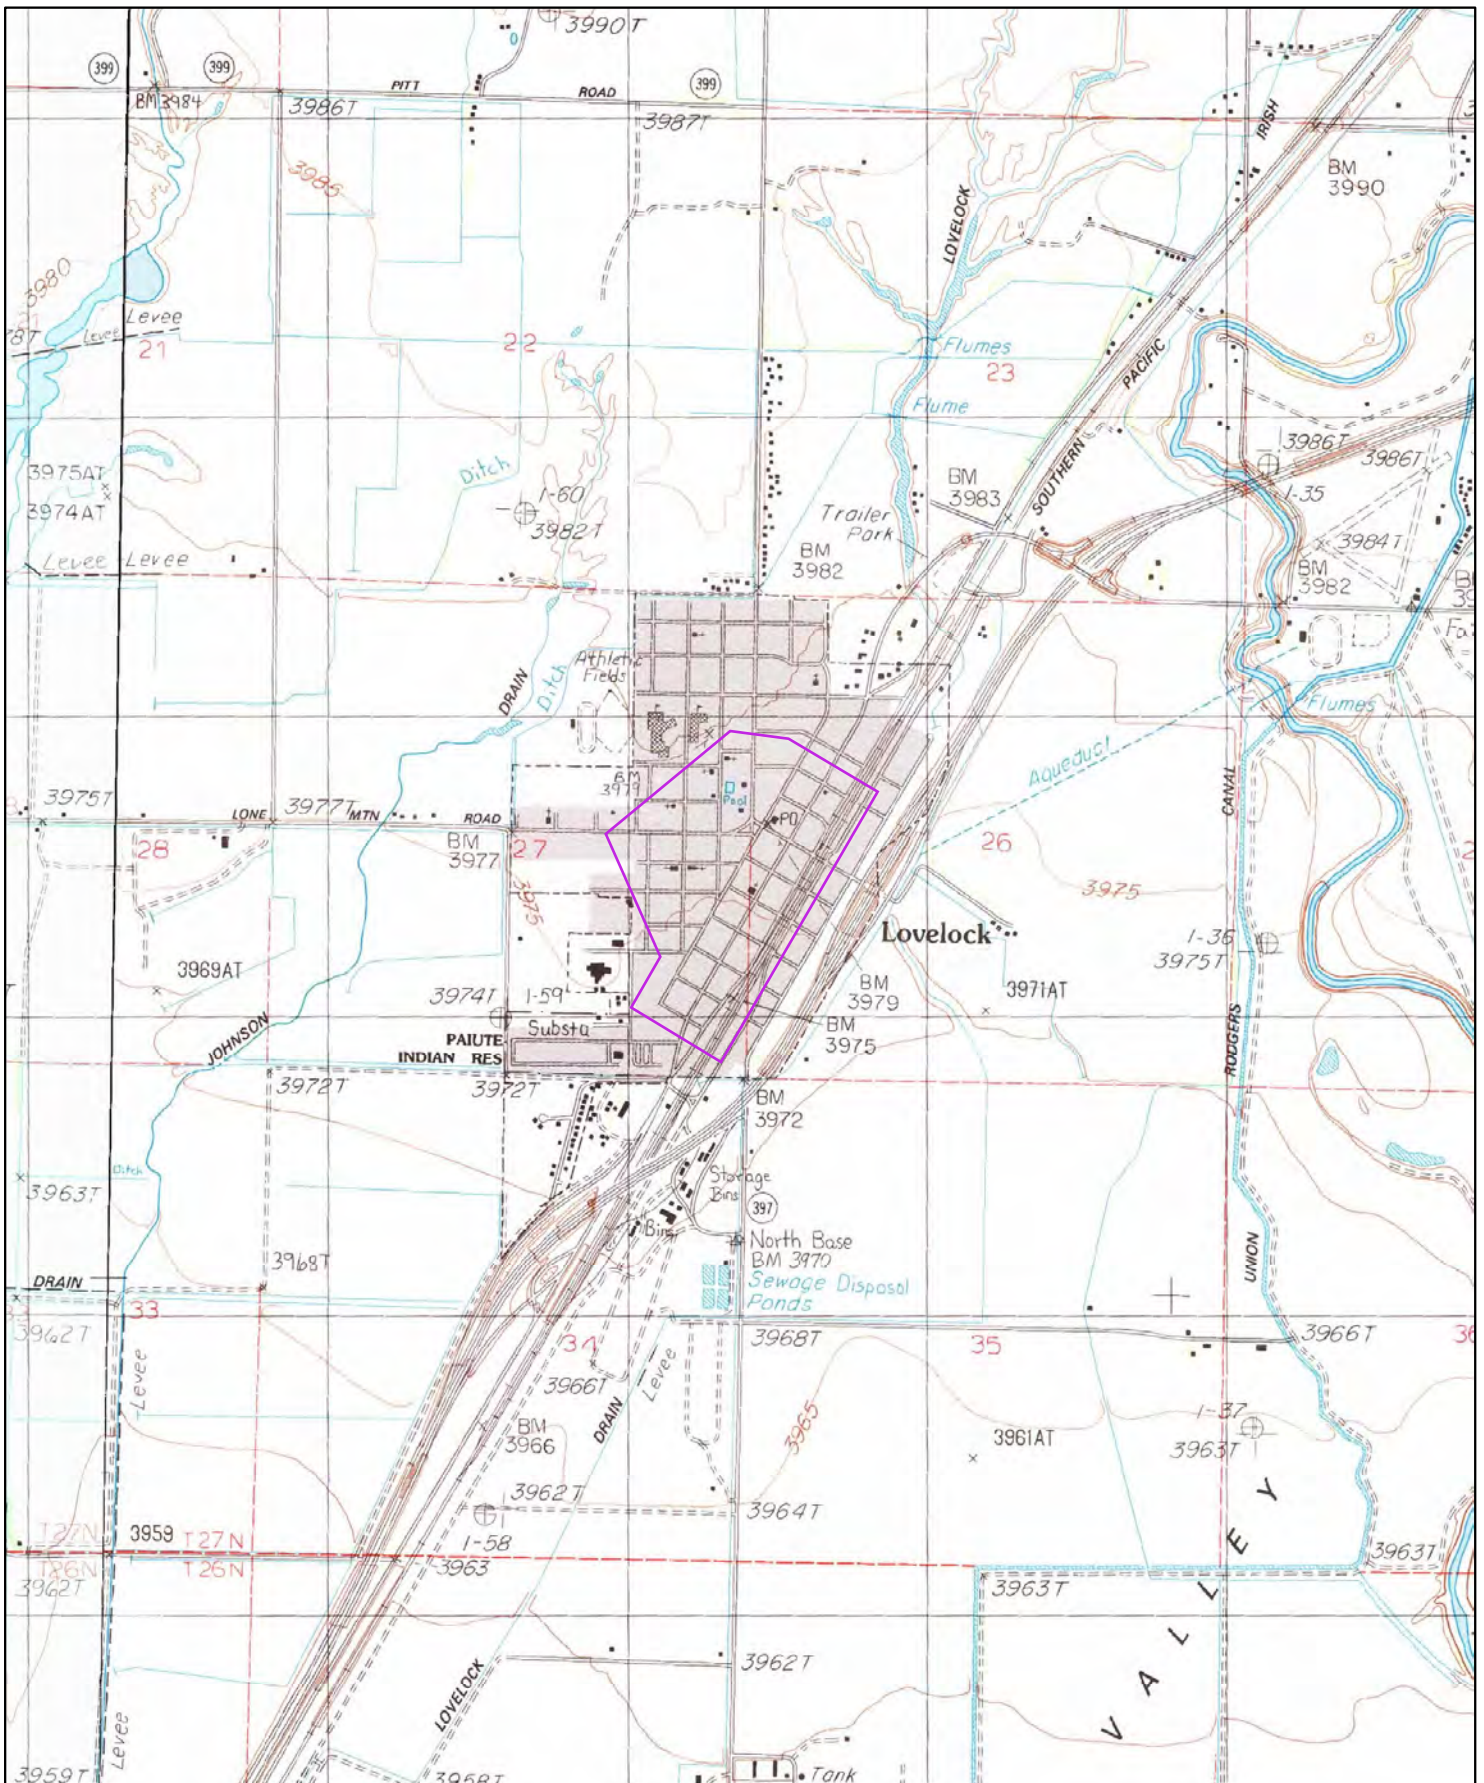 3990T
399
399
PITT
ROAD
399
BM 3984
3986T
3987T
IRISH
BM
3990
3985
LOVELOCK
3980
Levee
Levee
21
22
Flumes
23
PACIFIC
Flume
3975AT
3974AT
Ditch
I-60
3982T
BM
3983
SOUTHERN
3986T
3986T
I-35
Trailer
Park
BM
3982
3984T
BM
3982
Levee
Levee
Athletic
Fields
DRAIN
Ditch
Flumes
Aqueduct
CANAL
BM
3979
Pool
3975T
LONE
3977T
MTN
ROAD
PO
28
BM
3977
27
26
3975
3975
Lovelock
I-36
3975T
3969AT
3974T
I-59
BM
3979
3971AT
Substa
BM
3975
JOHNSON
PAIUTE
INDIAN RES
RODGERS
3972T
3972T
BM
3972
Ditch
3963T
Storage
Bins
397
Bins
North Base
BM 3970
3968T
UNION
DRAIN
Sewage Disposal
Ponds
33
3962T
34
3968T
35
3966T
36
Levee
3966T
Levee
DRAIN
3965
BM
3966
3961AT
I-37
3963T
3962T
3964T
I-58
T27N
3959
T27N
T26N
T26N
3963
3963T
3962T
3963T
VALLEY
3962T
LOVELOCK
Levee
3959T
3958T
Tank